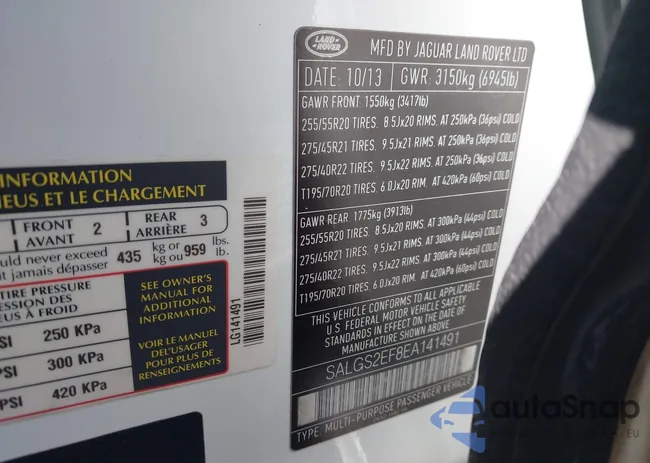 LAND
ROVER
MFD BY JAGUAR LAND ROVER LTD
DATE: 10/13 GWR: 3150kg (6945lb)
GAWR FRONT: 1550kg (3417lb)
255/55R20 TIRES. 8.5Jx20 RIMS. AT 250kPa (36psi) COLD
275/45R21 TIRES. 9.5Jx21 RIMS. AT 250kPa (36psi) COLD
275/40R22 TIRES. 9.5Jx22 RIMS. AT 250kPa (36psi) COLD
T195/70R20 TIRES. 6.0Jx20 RIM. AT 420kPa (60psi) COLD
GAWR REAR: 1775kg (3913lb)
255/55R20 TIRES. 8.5Jx20 RIMS. AT 300kPa (44psi) COLD
275/45R21 TIRES. 9.5Jx21 RIMS. AT 300kPa (44psi) COLD
275/40R22 TIRES. 9.5Jx22 RIMS. AT 300kPa (44psi) COLD
T195/70R20 TIRES. 6.0Jx20 RIM. AT 420kPa (60psi) COLD
THIS VEHICLE CONFORMS TO ALL APPLICABLE
U.S. FEDERAL MOTOR VEHICLE SAFETY
STANDARDS IN EFFECT ON THE DATE OF
MANUFACTURE SHOWN ABOVE
SALGS2EF8EA141491
TYPE: MULTI-PURPOSE PASSENGER VEHICLE
INFORMATION
NEUS ET LE CHARGEMENT
FRONT 2 REAR 3
AVANT ARRIÈRE
ould never exceed 435 kg or 959 lbs.
it jamais dépasser kg ou lb.
TIRE PRESSURE
RESSION DES
S À FROID
SI 250 KPa
SI 300 KPa
PSI 420 KPa
SEE OWNER'S
MANUAL FOR
ADDITIONAL
INFORMATION
VOIR LE MANUEL
DE L'USAGER
POUR PLUS DE
RENSEIGNEMENTS
LG141491
autoSnap